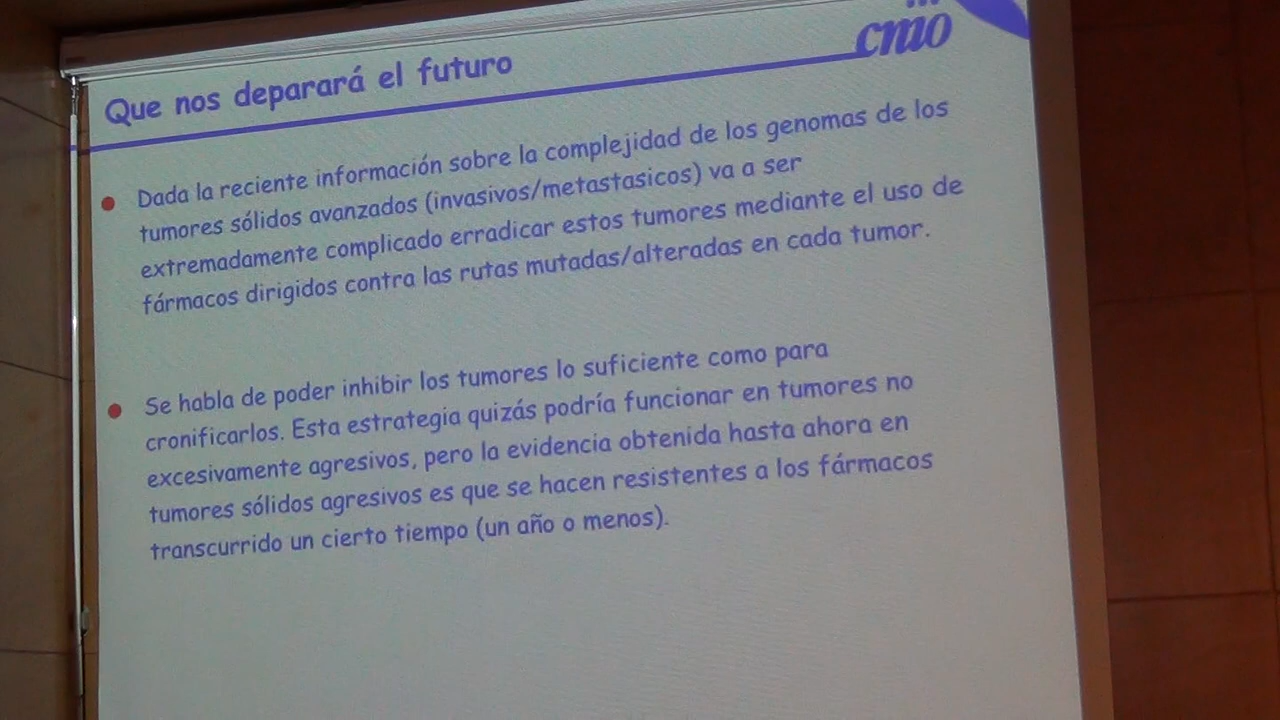 cnio
Que nos deparará el futuro
Dada la reciente información sobre la complejidad de los genomas de los
tumores sólidos avanzados (invasivos/metastasicos) va a ser
extremadamente complicado erradicar estos tumores mediante el uso de
fármacos dirigidos contra las rutas mutadas/alteradas en cada tumor.
Se habla de poder inhibir los tumores lo suficiente como para
cronificarlos. Esta estrategia quizás podría funcionar en tumores no
excesivamente agresivos, pero la evidencia obtenida hasta ahora en
tumores sólidos agresivos es que se hacen resistentes a los fármacos
transcurrido un cierto tiempo (un año o menos).